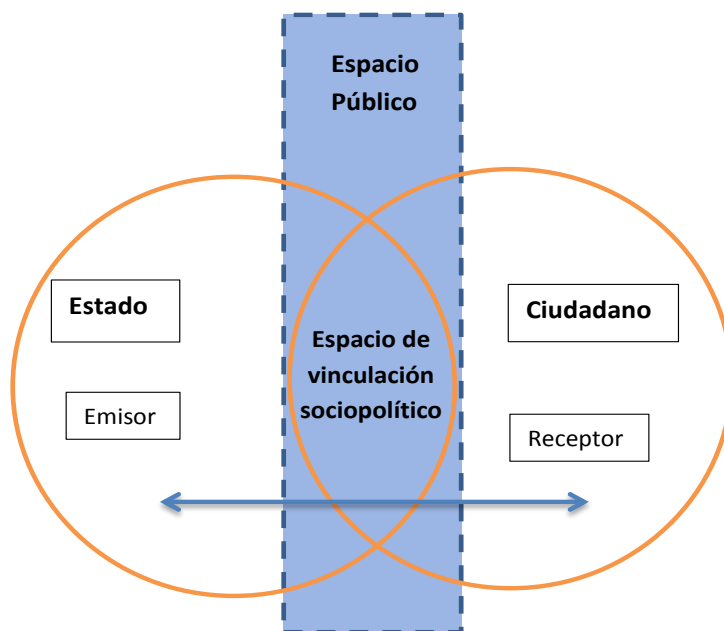 Espacio
Público
Estado
Ciudadano
Espacio de
vinculación
sociopolítico
Emisor
Receptor